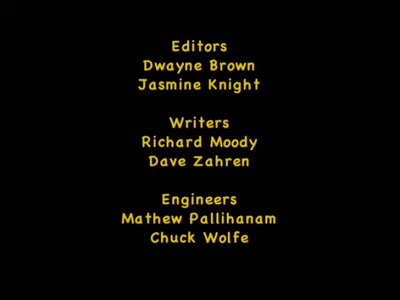 Editors
Dwayne Brown
Jasmine Knight
Writers
Richard Moody
Dave Zahren
Engineers
Mathew Pallihanam
Chuck Wolfe